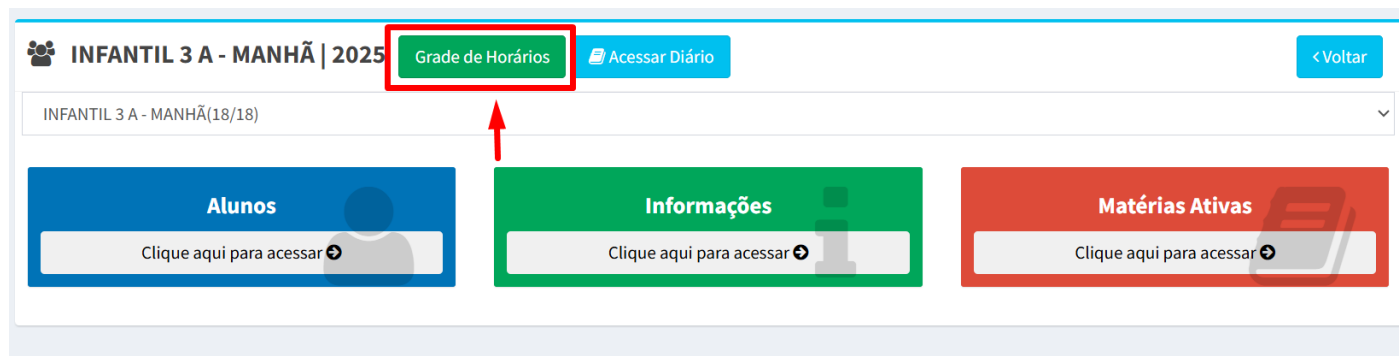 INFANTIL 3 A - MANHÃ | 2025 Grade de Horários Acessar Diário < Voltar
INFANTIL 3 A - MANHÃ(18/18)
Alunos
Clique aqui para acessar
Informações
Clique aqui para acessar
Matérias Ativas
Clique aqui para acessar